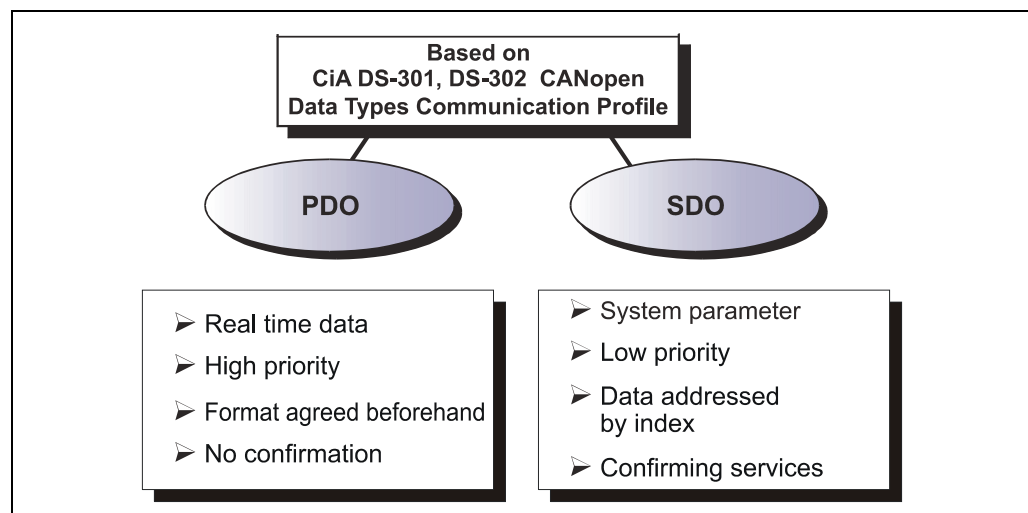 Based on
CiA DS-301, DS-302 CANopen
Data Types Communication Profile
PDO
SDO
Real time data
High priority
Format agreed beforehand
No confirmation
System parameter
Low priority
Data addressed
by index
Confirming services